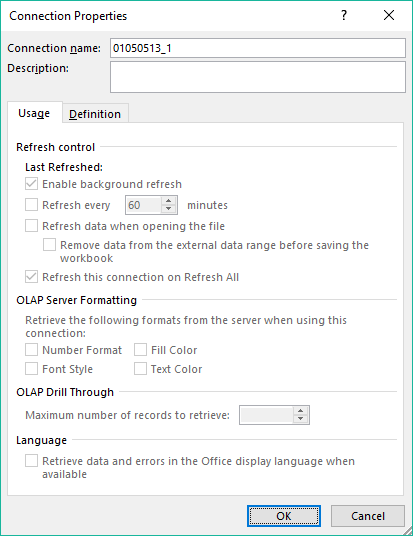 Connection Properties ?
Connection name: 01050513_1
Description:
Usage Definition
Refresh control
Last Refreshed:
Enable background refresh
Refresh every 60 minutes
Refresh data when opening the file
Remove data from the external data range before saving the
workbook
Refresh this connection on Refresh All
OLAP Server Formatting
Retrieve the following formats from the server when using this
connection:
Number Format Fill Color
Font Style Text Color
OLAP Drill Through
Maximum number of records to retrieve:
Language
Retrieve data and errors in the Office display language when
available
OK Cancel